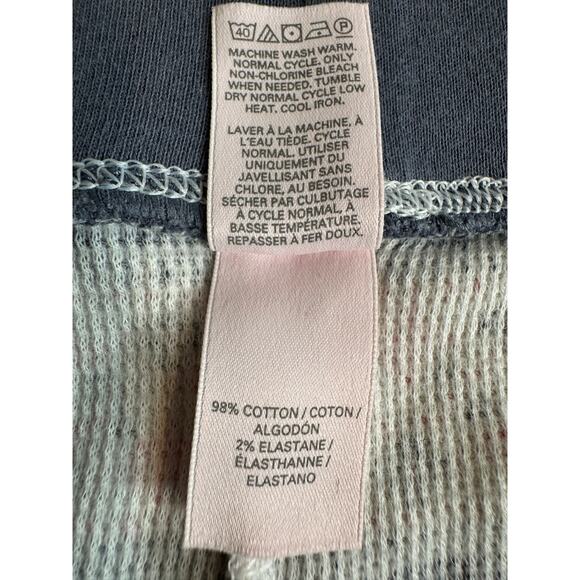 40 P
MACHINE WASH WARM.
NORMAL CYCLE. ONLY
NON-CHLORINE BLEACH
WHEN NEEDED. TUMBLE
DRY NORMAL CYCLE LOW
HEAT. COOL IRON.
LAVER À LA MACHINE, À
L'EAU TIÈDE. CYCLE
NORMAL. UTILISER
UNIQUEMENT DU
JAVELLISANT SANS
CHLORE, AU BESOIN.
SÉCHER PAR CULBUTAGE
À CYCLE NORMAL, À
BASSE TEMPÉRATURE.
REPASSER À FER DOUX.
98% COTTON / COTON /
ALGODÓN
2% ELASTANE /
ÉLASTHANNE /
ELASTANO